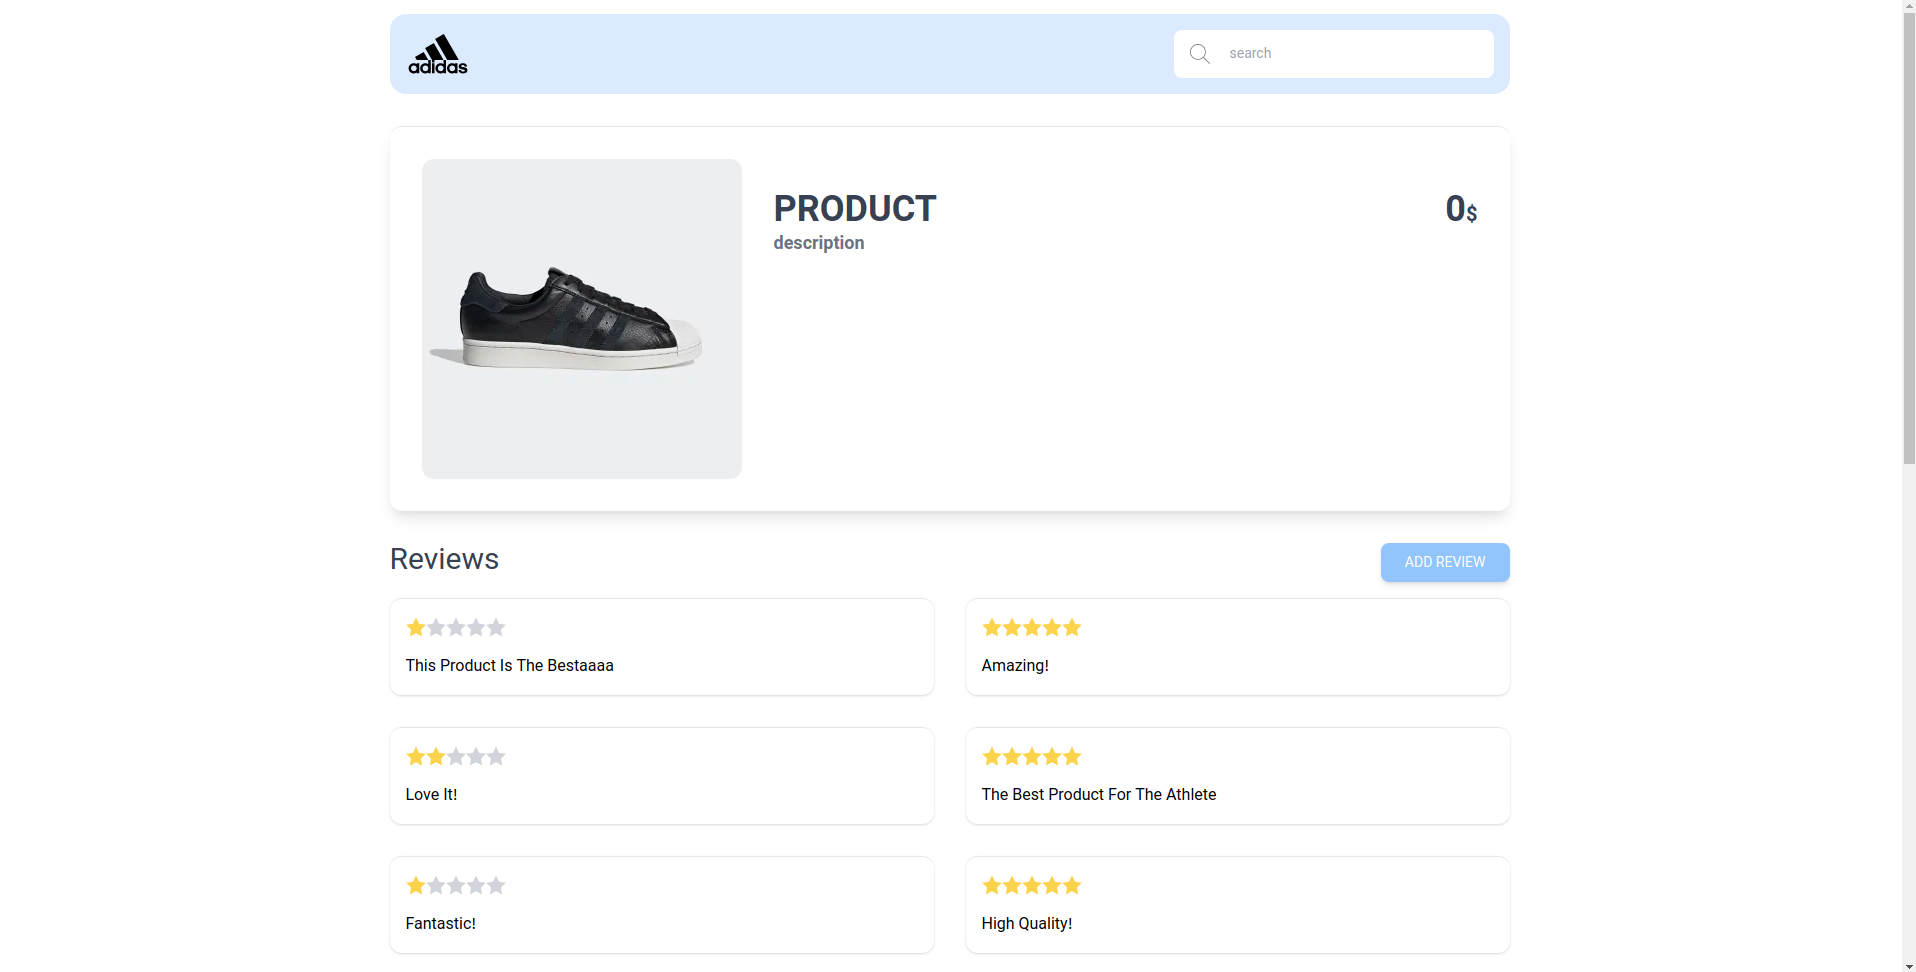 adidas
search
PRODUCT
0$
description
Reviews
ADD REVIEW
This Product Is The Bestaaaa
Amazing!
Love It!
The Best Product For The Athlete
Fantastic!
High Quality!